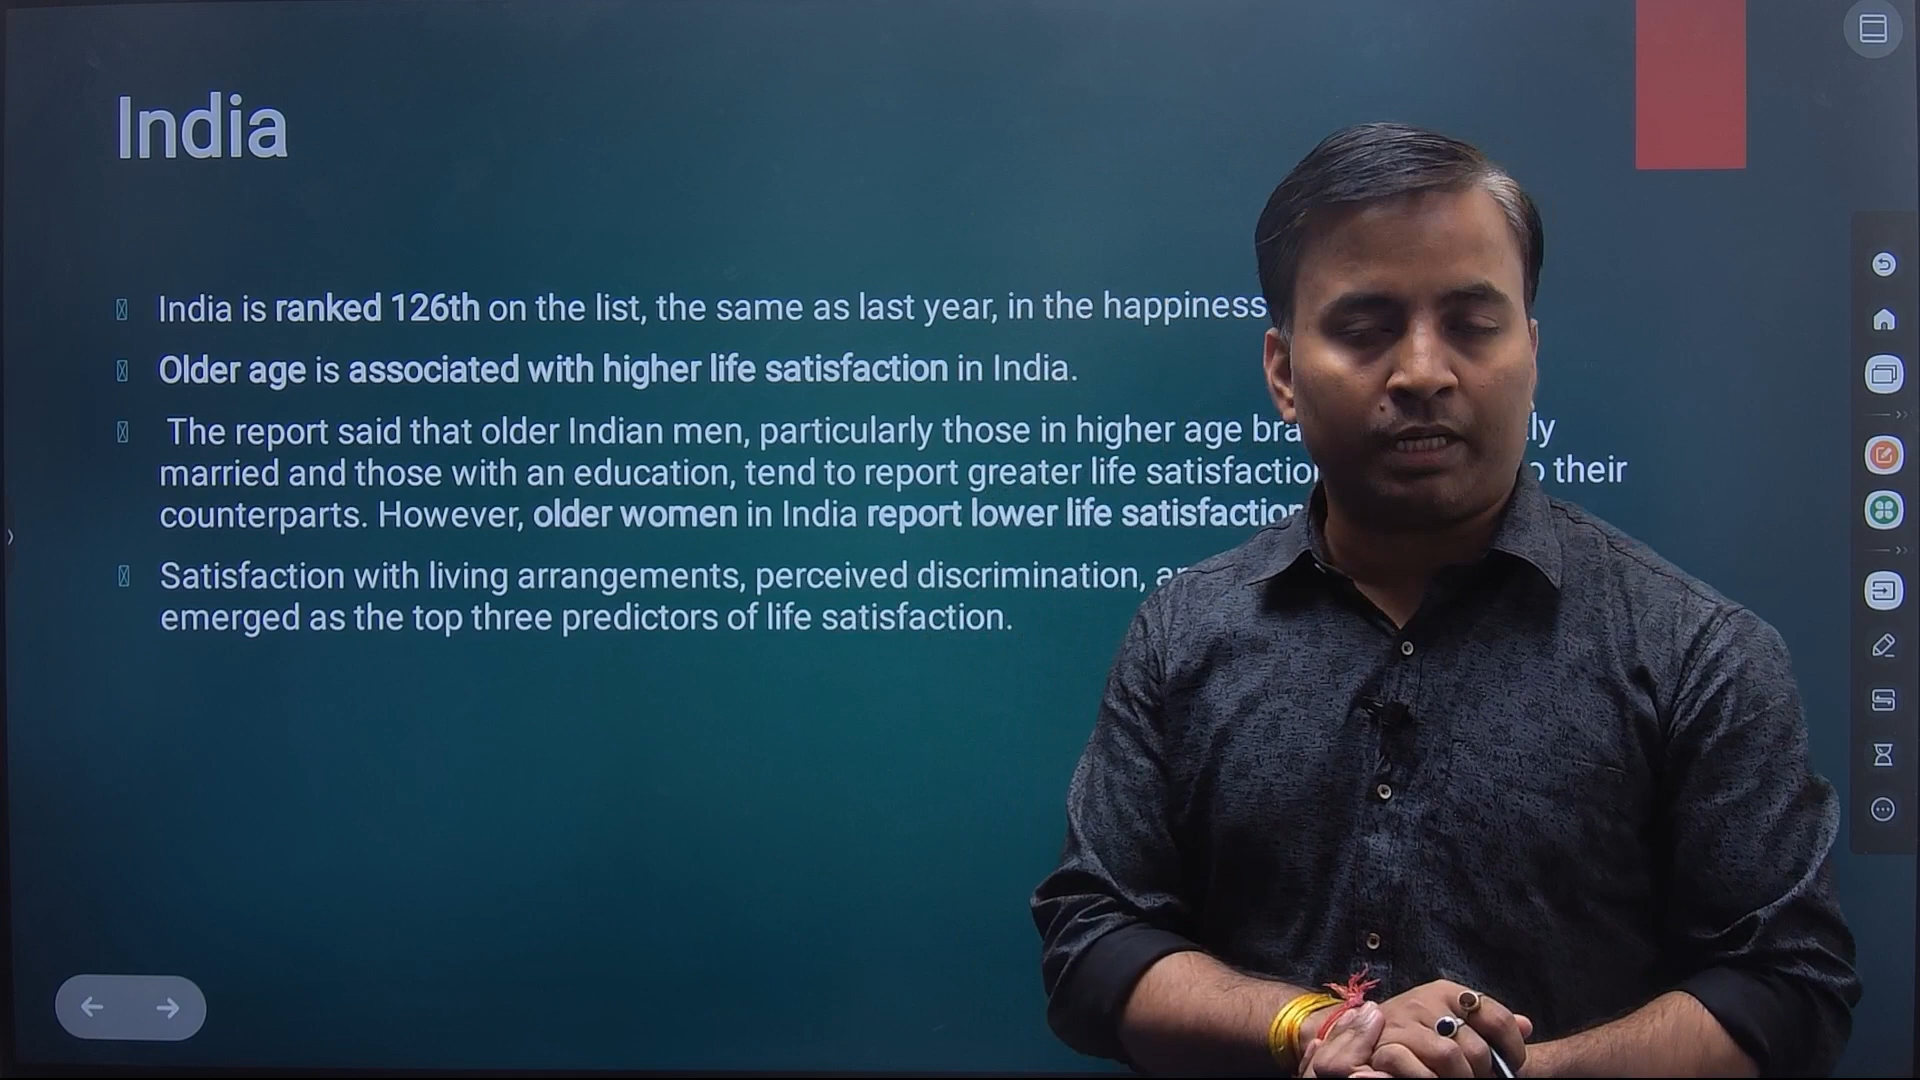 India
India is ranked 126th on the list, the same as last year, in the happiness
Older age is associated with higher life satisfaction in India.
The report said that older Indian men, particularly those in higher age
married and those with an education, tend to report greater life their
counterparts. However, older women in India report lower life
Satisfaction with living arrangements, perceived discrimination,
emerged as the top three predictors of life satisfaction.